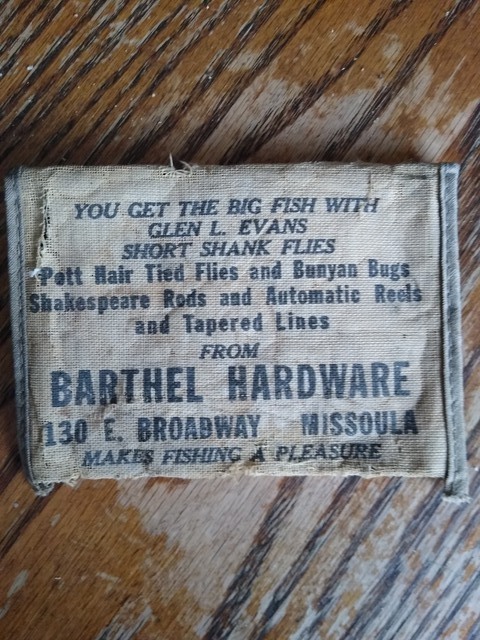 YOU GET THE BIG FISH WITH
GLEN L. EVANS
SHORT SHANK FLIES
Pott Hair Tied Flies and Bunyan Bugs
Shakespeare Rods and Automatic Reels
and Tapered Lines
FROM
BARTHEL HARDWARE
130 E. BROADWAY MISSOULA
MAKES FISHING A PLEASURE